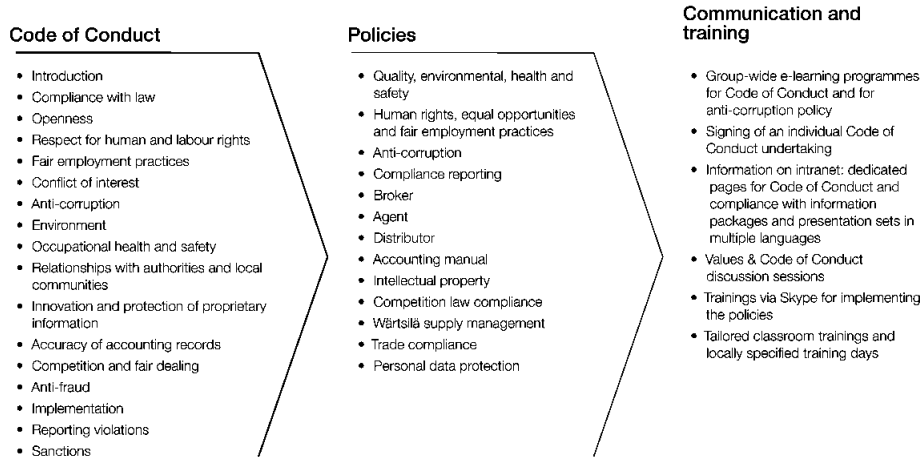 Code of Conduct
• Introduction
• Compliance with law
• Openness
• Respect for human and labour rights
• Fair employment practices
• Conflict of interest
• Anti-corruption
• Environment
• Occupational health and safety
• Relationships with authorities and local
communities
• Innovation and protection of proprietary
information
• Accuracy of accounting records
• Competition and fair dealing
• Anti-fraud
• Implementation
• Reporting violations
• Sanctions
Policies
• Quality, environmental, health and
safety
• Human rights, equal opportunities
and fair employment practices
• Anti-corruption
• Compliance reporting
• Broker
• Agent
• Distributor
• Accounting manual
• Intellectual property
• Competition law compliance
• Wärtsilä supply management
• Trade compliance
• Personal data protection
Communication and
training
• Group-wide e-learning programmes
for Code of Conduct and for
anti-corruption policy
• Signing of an individual Code of
Conduct undertaking
• Information on intranet: dedicated
pages for Code of Conduct and
compliance with information
packages and presentation sets in
multiple languages
• Values & Code of Conduct
discussion sessions
• Trainings via Skype for implementing
the policies
• Tailored classroom trainings and
locally specified training days